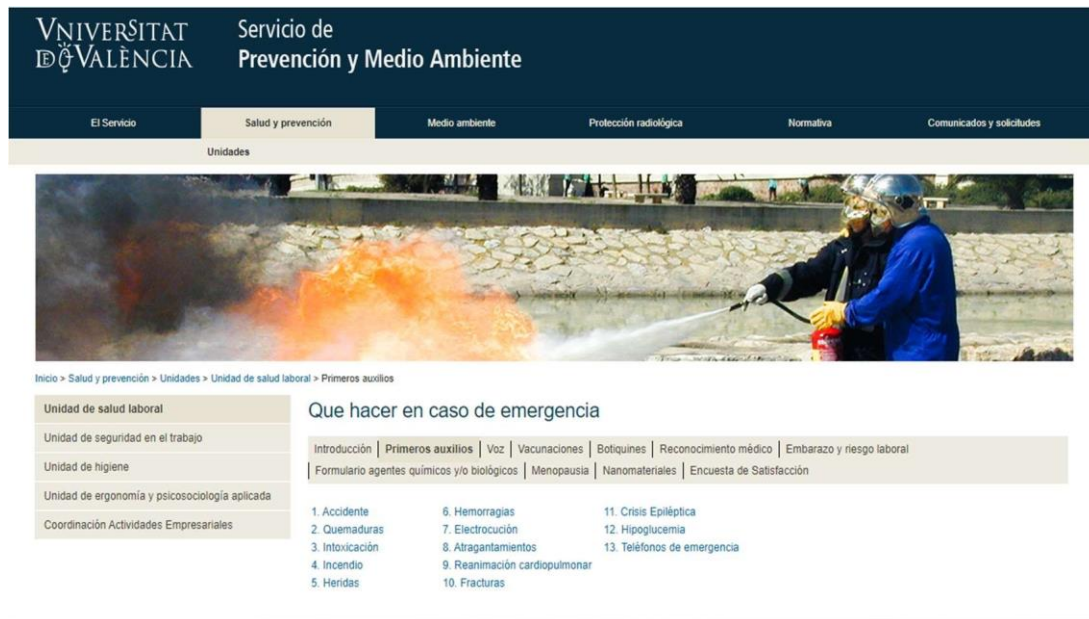 VNIVERSITAT
DE VALÈNCIA
Servicio de
Prevención y Medio Ambiente
El Servicio
Salud y prevención
Medio ambiente
Protección radiológica
Normativa
Comunicados y solicitudes
Unidades
Inicio > Salud y prevención > Unidades > Unidad de salud laboral > Primeros auxilios
Unidad de salud laboral
Unidad de seguridad en el trabajo
Unidad de higiene
Unidad de ergonomía y psicosociología aplicada
Coordinación Actividades Empresariales
Que hacer en caso de emergencia
Introducción | Primeros auxilios | Voz | Vacunaciones | Botiquines | Reconocimiento médico | Embarazo y riesgo laboral
| Formulario agentes químicos y/o biológicos | Menopausia | Nanomateriales | Encuesta de Satisfacción
1. Accidente
2. Quemaduras
3. Intoxicación
4. Incendio
5. Heridas
6. Hemorragias
7. Electrocución
8. Atragantamientos
9. Reanimación cardiopulmonar
10. Fracturas
11. Crisis Epiléptica
12. Hipoglucemia
13. Teléfonos de emergencia